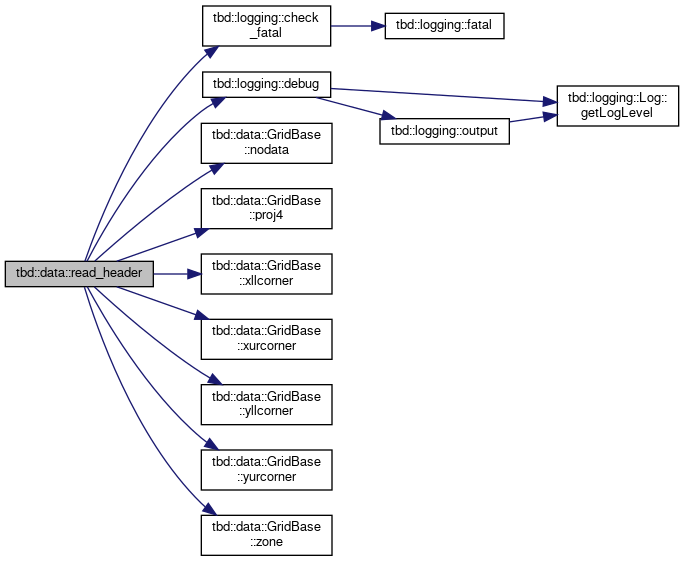 tbd::logging::check
_fatal
tbd::logging::fatal
tbd::logging::debug
tbd::logging::Log::
getLogLevel
tbd::logging::output
tbd::data::GridBase
::nodata
tbd::data::GridBase
::proj4
tbd::data::read_header
tbd::data::GridBase
::xllcorner
tbd::data::GridBase
::xurcorner
tbd::data::GridBase
::yllcorner
tbd::data::GridBase
::yurcorner
tbd::data::GridBase
::zone